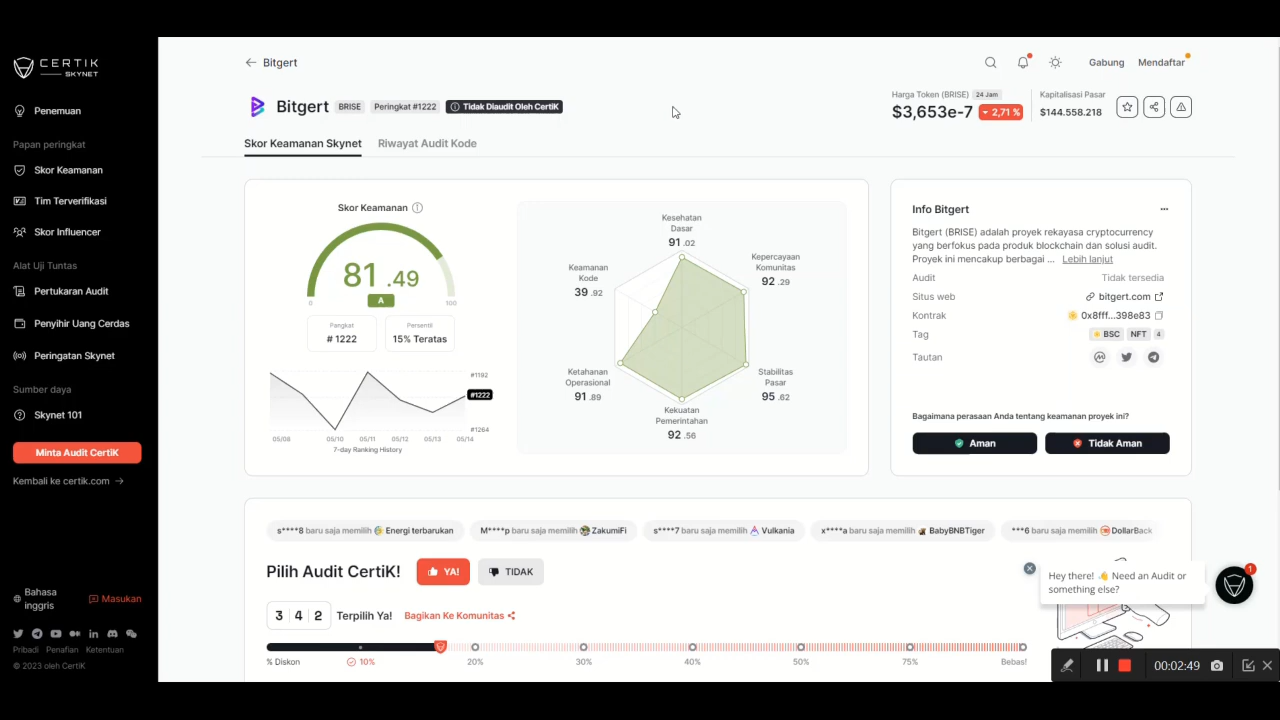 CERTIK
SKYNET
Penemuan
Papan peringkat
Skor Keamanan
Tim Terverifikasi
Skor Influencer
Alat Uji Tuntas
Pertukaran Audit
Penyihir Uang Cerdas
Peringatan Skynet
Sumber daya
Skynet 101
Minta Audit CertiK
Kembali ke certik.com →
Bahasa
inggris
Masukan
Pribadi Penafian Ketentuan
© 2023 oleh CertiK
← Bitgert
Gabung Mendaftar
Bitgert BRISE Peringkat #1222 Tidak Diaudit Oleh CertiK
Harga Token (BRISE) 24 Jam
$3,653e-7 2,71 %
Kapitalisasi Pasar
$144.558.218
Skor Keamanan Skynet Riwayat Audit Kode
Skor Keamanan
81.49
A
0 100
Pangkat
# 1222
Persentil
15% Teratas
#1192
#1222
#1264
05/08 05/10 05/11 05/12 05/13 05/14
7-day Ranking History
Kesehatan
Dasar
91.02
Kepercayaan
Komunitas
92.29
Keamanan
Kode
39.92
Ketahanan
Operasional
91.89
Stabilitas
Pasar
95.62
Kekuatan
Pemerintahan
92.56
Info Bitgert
Bitgert (BRISE) adalah proyek rekayasa cryptocurrency
yang berfokus pada produk blockchain dan solusi audit.
Proyek ini mencakup berbagai ... Lebih lanjut
Audit Tidak tersedia
Situs web bitgert.com
Kontrak 0x8fff...398e83
Tag BSC NFT 4
Tautan
Bagaimana perasaan Anda tentang keamanan proyek ini?
Aman Tidak Aman
s****8 baru saja memilih Energi terbarukan
M****p baru saja memilih ZakumiFi
s****7 baru saja memilih Vulkania
x****a baru saja memilih BabyBNBTiger
***6 baru saja memilih DollarBack
Pilih Audit CertiK! YA! TIDAK
3 4 2 Terpilih Ya! Bagikan Ke Komunitas
% Diskon 10% 20% 30% 40% 50% 75% Bebas!
Hey there! 👋 Need an Audit or
something else?
1
00:02:49